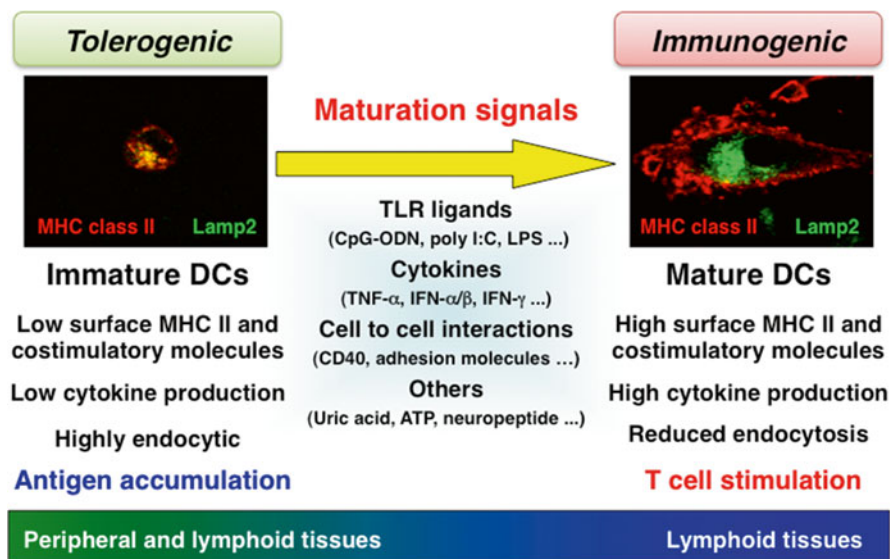 Tolerogenic
Immunogenic
Maturation signals
MHC class II
Lamp2
MHC class II
Lamp2
Immature DCs
Low surface MHC II and
costimulatory molecules
Low cytokine production
Highly endocytic
Antigen accumulation
TLR ligands
(CpG-ODN, poly I:C, LPS ...)
Cytokines
(TNF-α, IFN-α/β, IFN-γ ...)
Cell to cell interactions
(CD40, adhesion molecules ...)
Others
(Uric acid, ATP, neuropeptide ...)
Mature DCs
High surface MHC II and
costimulatory molecules
High cytokine production
Reduced endocytosis
T cell stimulation
Peripheral and lymphoid tissues
Lymphoid tissues